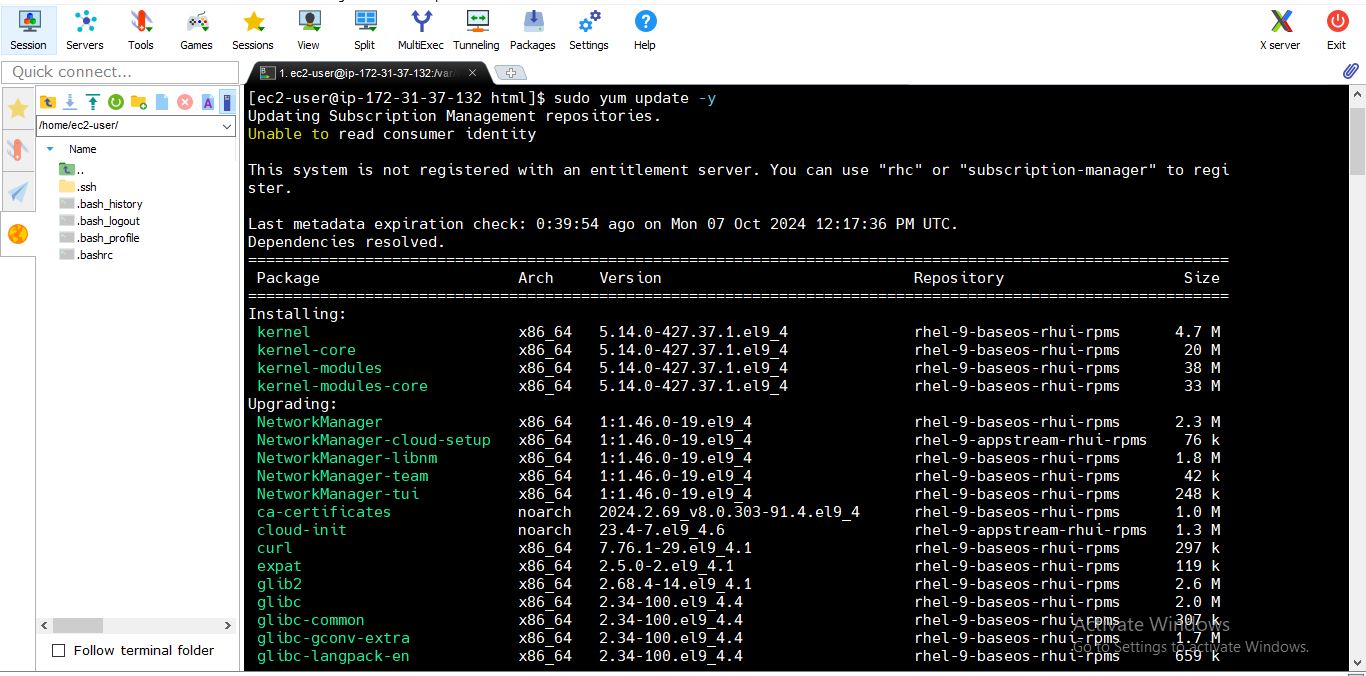 Session Servers Tools Games Sessions View Split MultiExec Tunneling Packages Settings Help X server Exit
Quick connect...
1. ec2-user@ip-172-31-37-132:/var/
/home/ec2-user/
Name
..
.ssh
.bash_history
.bash_logout
.bash_profile
.bashrc
Follow terminal folder
[ec2-user@ip-172-31-37-132 html]$ sudo yum update -y
Updating Subscription Management repositories.
Unable to read consumer identity
This system is not registered with an entitlement server. You can use "rhc" or "subscription-manager" to regi
ster.
Last metadata expiration check: 0:39:54 ago on Mon 07 Oct 2024 12:17:36 PM UTC.
Dependencies resolved.
=============================================================================================================
Package Arch Version Repository Size
=============================================================================================================
Installing:
kernel x86_64 5.14.0-427.37.1.el9_4 rhel-9-baseos-rhui-rpms 4.7 M
kernel-core x86_64 5.14.0-427.37.1.el9_4 rhel-9-baseos-rhui-rpms 20 M
kernel-modules x86_64 5.14.0-427.37.1.el9_4 rhel-9-baseos-rhui-rpms 38 M
kernel-modules-core x86_64 5.14.0-427.37.1.el9_4 rhel-9-baseos-rhui-rpms 33 M
Upgrading:
NetworkManager x86_64 1:1.46.0-19.el9_4 rhel-9-baseos-rhui-rpms 2.3 M
NetworkManager-cloud-setup x86_64 1:1.46.0-19.el9_4 rhel-9-appstream-rhui-rpms 76 k
NetworkManager-libnm x86_64 1:1.46.0-19.el9_4 rhel-9-baseos-rhui-rpms 1.8 M
NetworkManager-team x86_64 1:1.46.0-19.el9_4 rhel-9-baseos-rhui-rpms 42 k
NetworkManager-tui x86_64 1:1.46.0-19.el9_4 rhel-9-baseos-rhui-rpms 248 k
ca-certificates noarch 2024.2.69_v8.0.303-91.4.el9_4 rhel-9-baseos-rhui-rpms 1.0 M
cloud-init noarch 23.4-7.el9_4.6 rhel-9-appstream-rhui-rpms 1.3 M
curl x86_64 7.76.1-29.el9_4.1 rhel-9-baseos-rhui-rpms 297 k
expat x86_64 2.5.0-2.el9_4.1 rhel-9-baseos-rhui-rpms 119 k
glib2 x86_64 2.68.4-14.el9_4.1 rhel-9-baseos-rhui-rpms 2.6 M
glibc x86_64 2.34-100.el9_4.4 rhel-9-baseos-rhui-rpms 2.0 M
glibc-common x86_64 2.34-100.el9_4.4 rhel-9-baseos-rhui-rpms 307 k
glibc-gconv-extra x86_64 2.34-100.el9_4.4 rhel-9-baseos-rhui-rpms 1.7 M
glibc-langpack-en x86_64 2.34-100.el9_4.4 rhel-9-baseos-rhui-rpms 659 k
Activate Windows
Go to Settings to activate Windows.